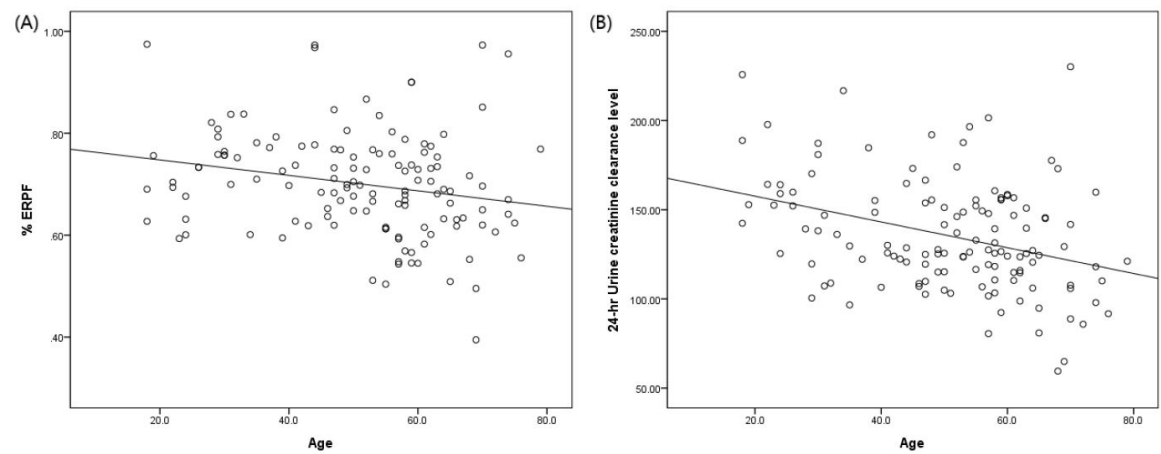 (A)
1.00
.80
.60
.40
% ERPF
20.0 40.0 60.0 80.0
Age
(B)
250.00
200.00
150.00
100.00
50.00
24-hr Urine creatinine clearance level
20.0 40.0 60.0 80.0
Age